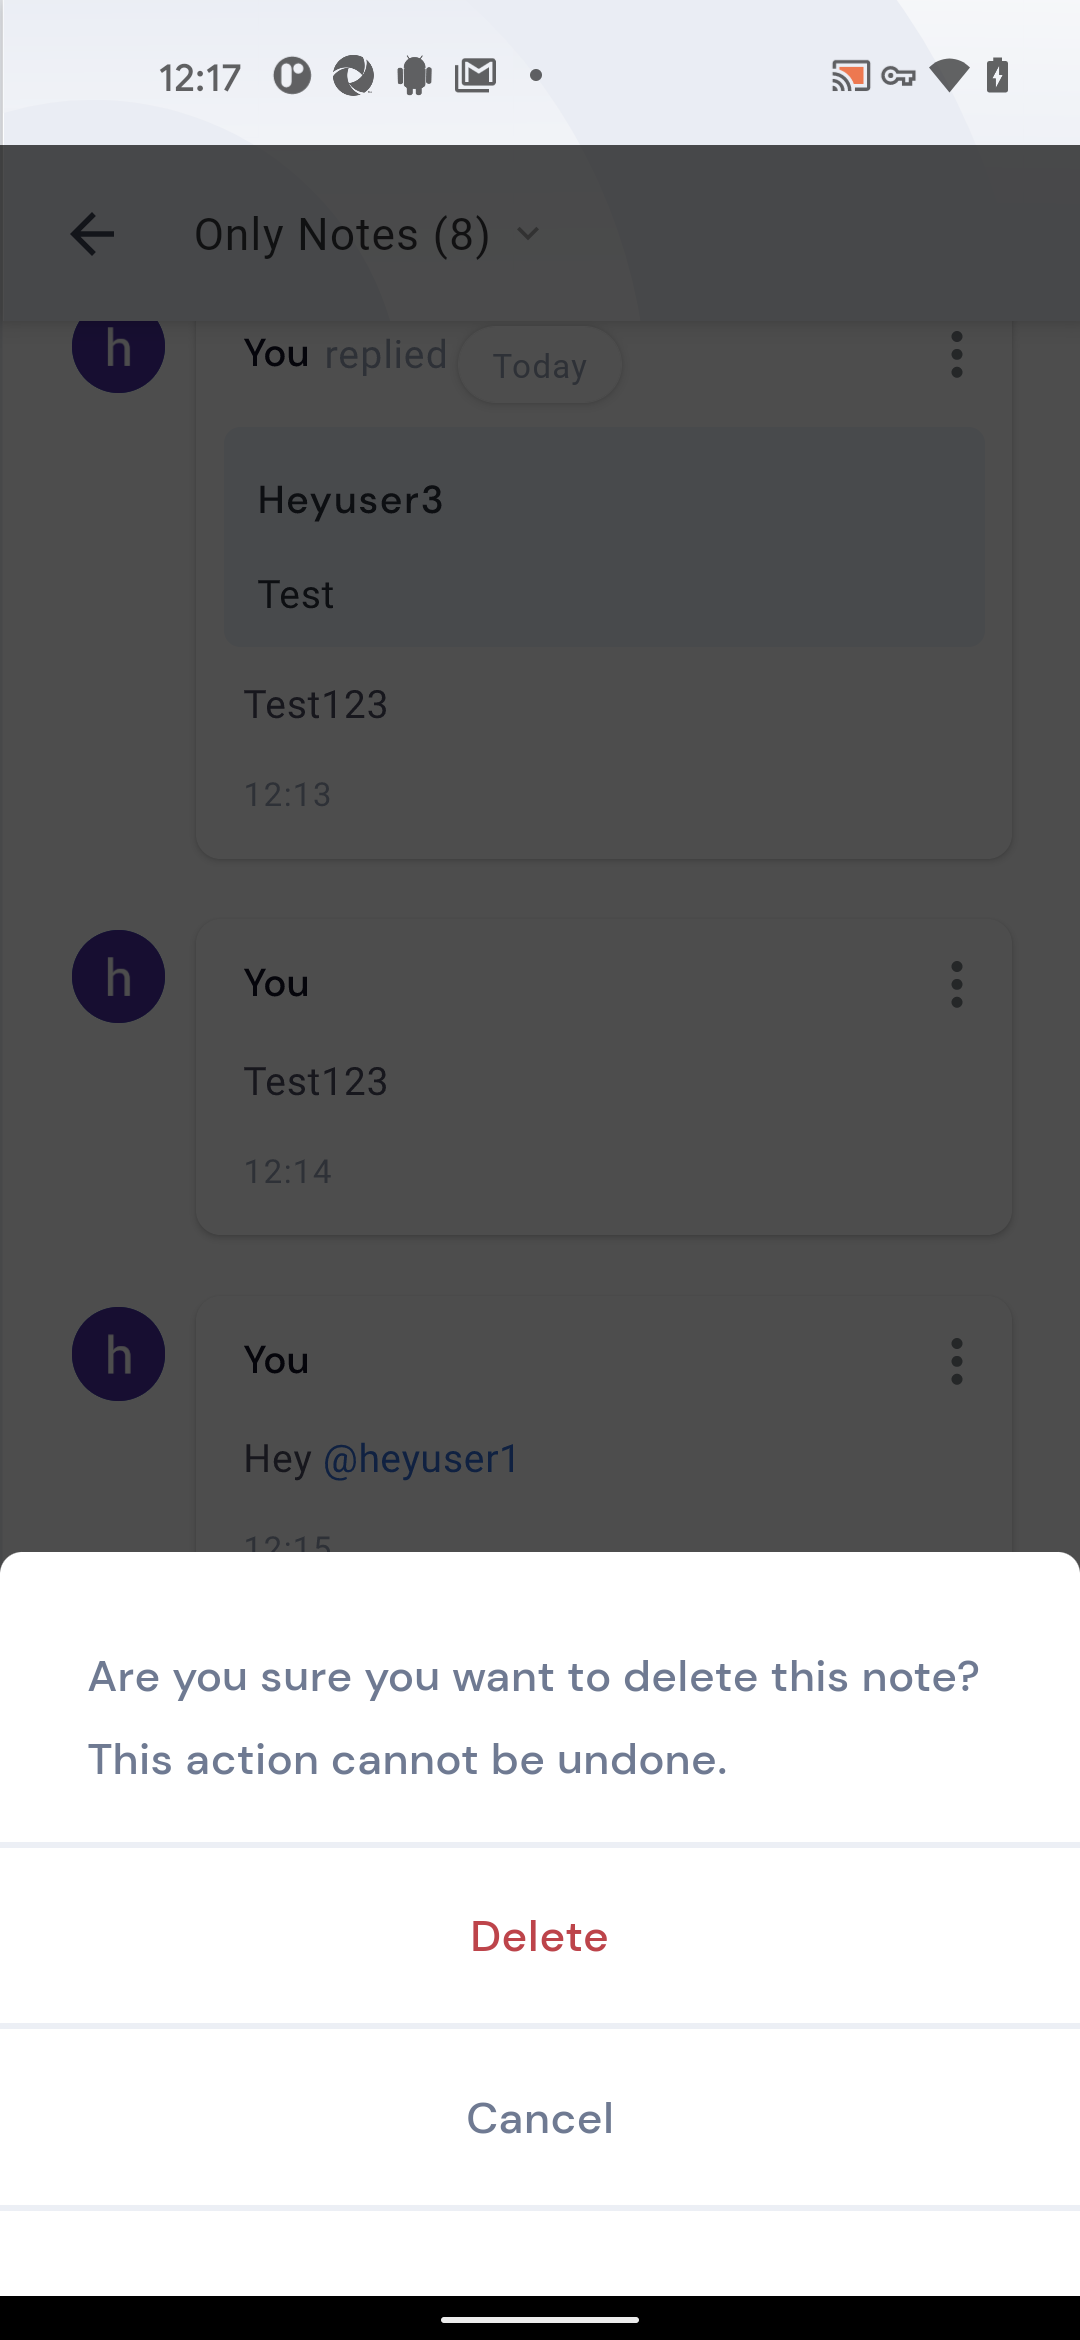 12:17
Only Notes (8)
h
You replied
Today
Heyuser3
Test
Test123
12:13
h
You
Test123
12:14
h
You
Hey @heyuser1
12:15
Are you sure you want to delete this note?
This action cannot be undone.
Delete
Cancel